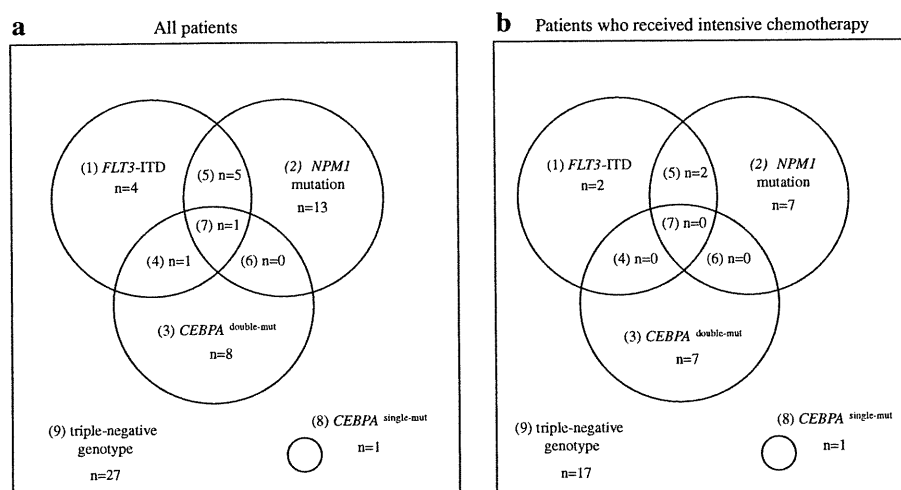 a
All patients
(1) FLT3-ITD
n=4
(5) n=5
(2) NPM1
mutation
n=13
(7) n=1
(4) n=1
(6) n=0
(3) CEBPA double-mut
n=8
(9) triple-negative
genotype
n=27
(8) CEBPA single-mut
n=1
b
Patients who received intensive chemotherapy
(1) FLT3-ITD
n=2
(5) n=2
(2) NPM1
mutation
n=7
(7) n=0
(4) n=0
(6) n=0
(3) CEBPA double-mut
n=7
(9) triple-negative
genotype
n=17
(8) CEBPA single-mut
n=1